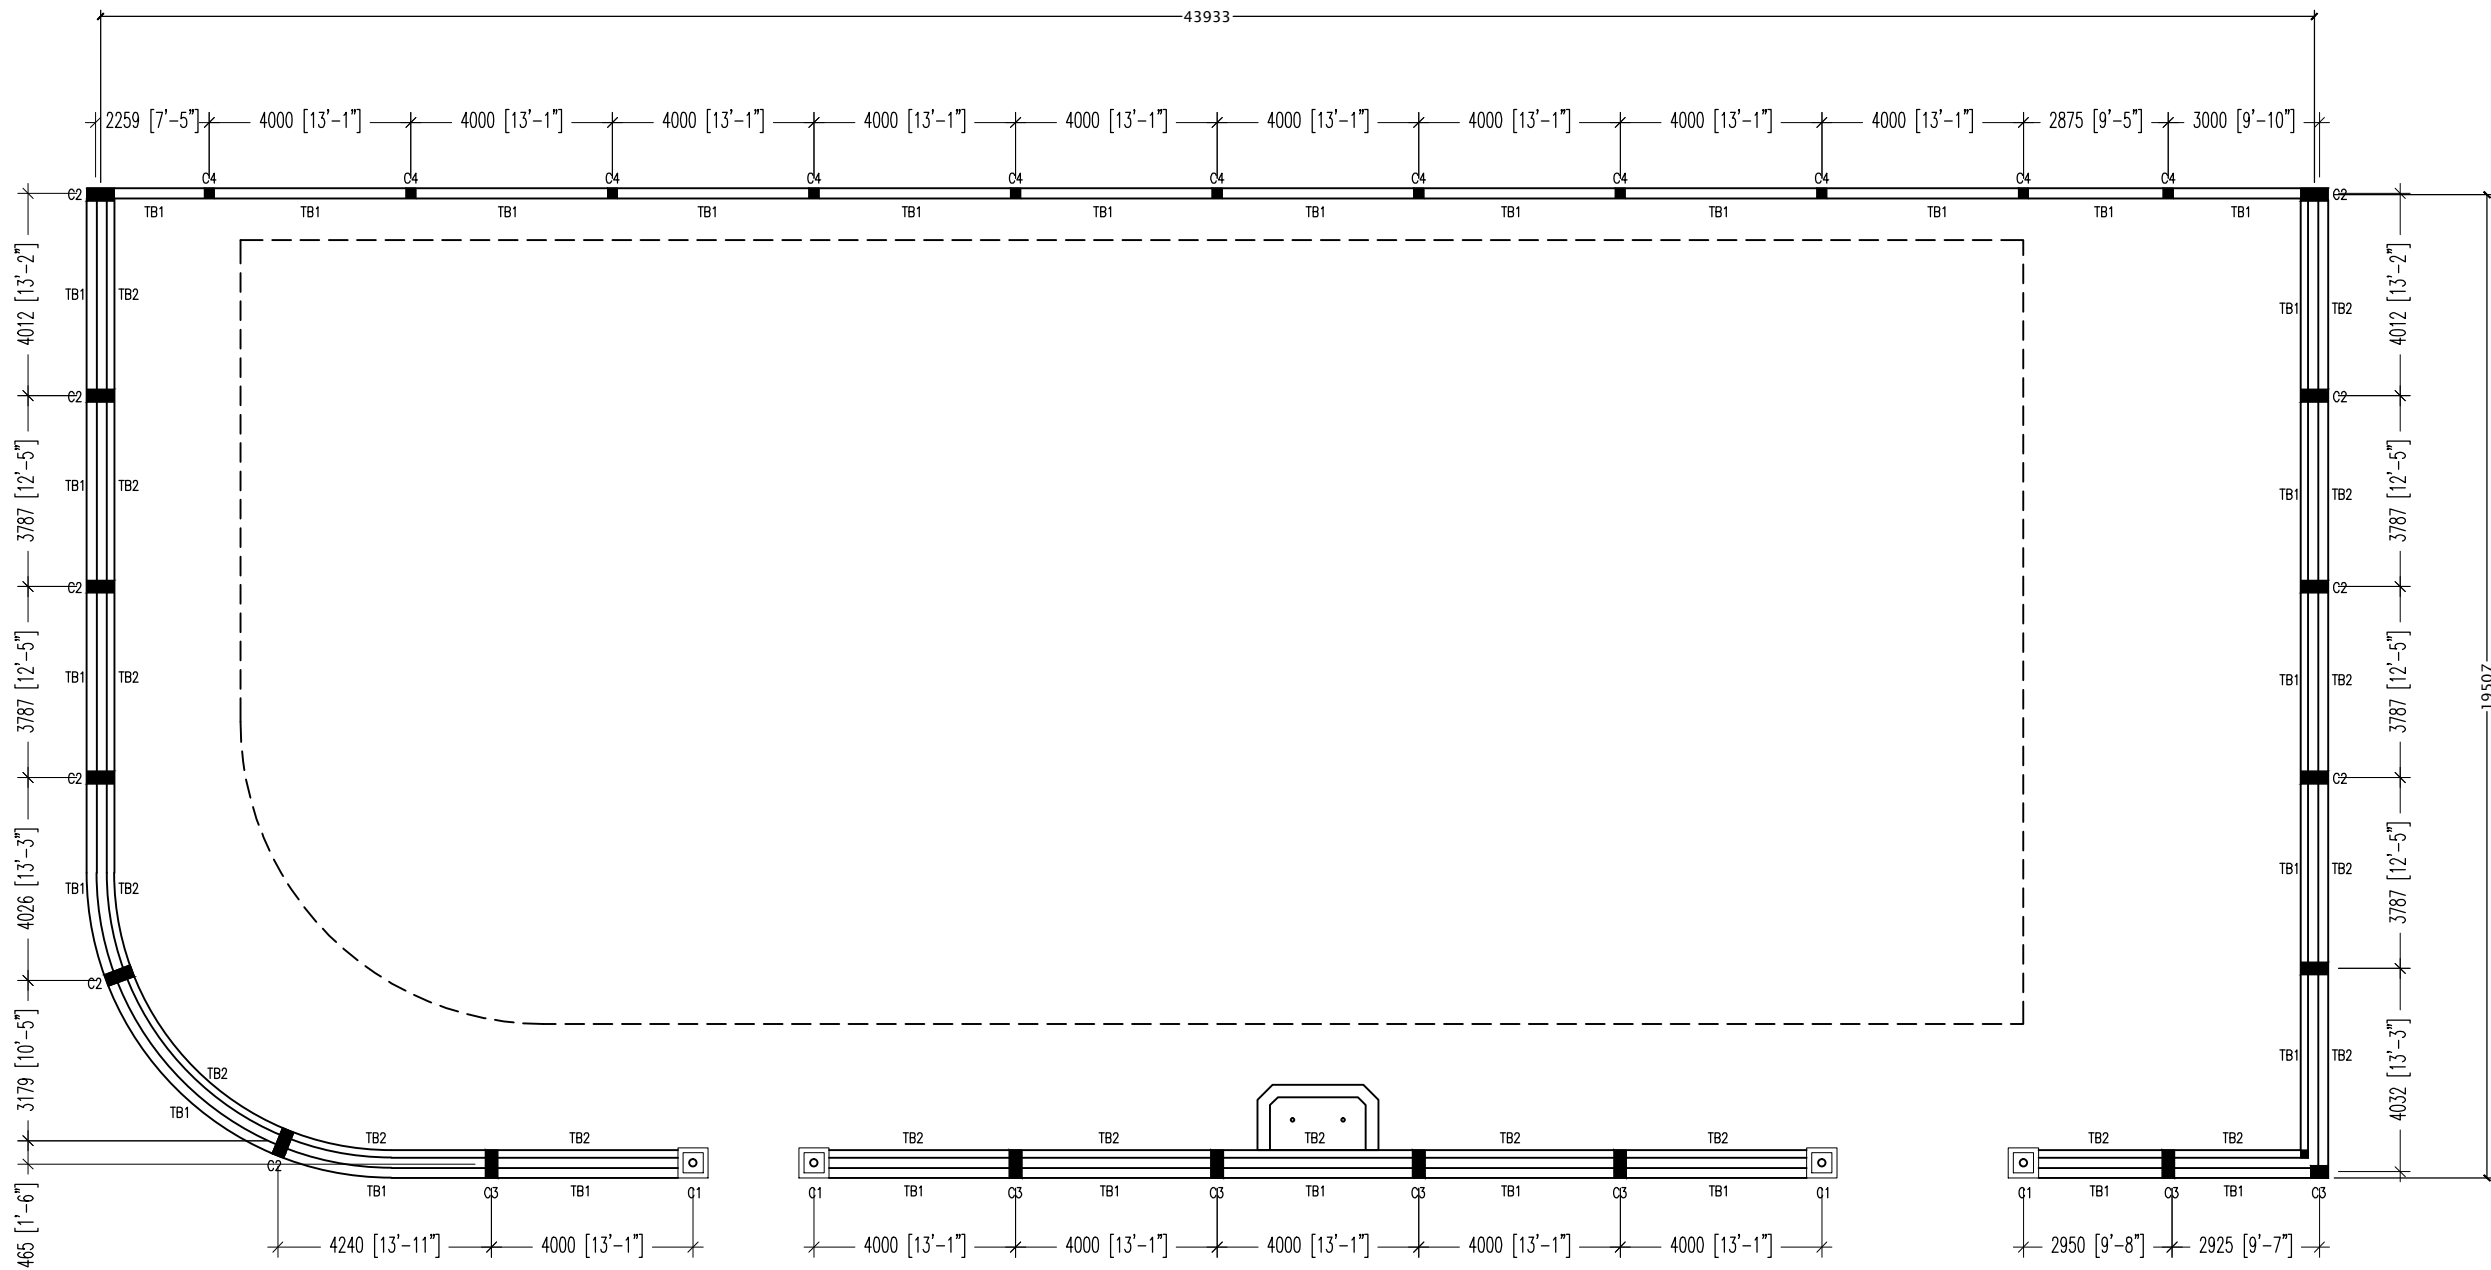 43933
2259 [7'-5"] 4000 [13'-1"] 4000 [13'-1"] 4000 [13'-1"] 4000 [13'-1"] 4000 [13'-1"] 4000 [13'-1"] 4000 [13'-1"] 4000 [13'-1"] 4000 [13'-1"] 2875 [9'-5"] 3000 [9'-10"]
C4 C4 C4 C4 C4 C4 C4 C4 C4 C4 C4
C2 C2
TB1 TB1 TB1 TB1 TB1 TB1 TB1 TB1 TB1 TB1 TB1 TB1
4012 [13'-2"]
TB1 TB2
TB1 TB2
4012 [13'-2"]
C2 C2
3787 [12'-5"]
TB1 TB2
TB1 TB2
3787 [12'-5"]
C2 C2
3787 [12'-5"]
TB1 TB2
TB1 TB2
3787 [12'-5"]
19507
C2 C2
4026 [13'-3"]
TB1 TB2
TB1 TB2
3787 [12'-5"]
C2
3179 [10'-5"]
TB2
TB1
TB1 TB2
4032 [13'-3"]
TB2 TB2 TB2 TB2 TB2 TB2 TB2 TB2 TB2
C2
465 [1'-6"]
TB1 C3 TB1 C1 C1 TB1 C3 TB1 C3 TB1 C3 TB1 C3 TB1 C1 C1 TB1 C3 TB1 C3
4240 [13'-11"] 4000 [13'-1"] 4000 [13'-1"] 4000 [13'-1"] 4000 [13'-1"] 4000 [13'-1"] 4000 [13'-1"] 2950 [9'-8"] 2925 [9'-7"]